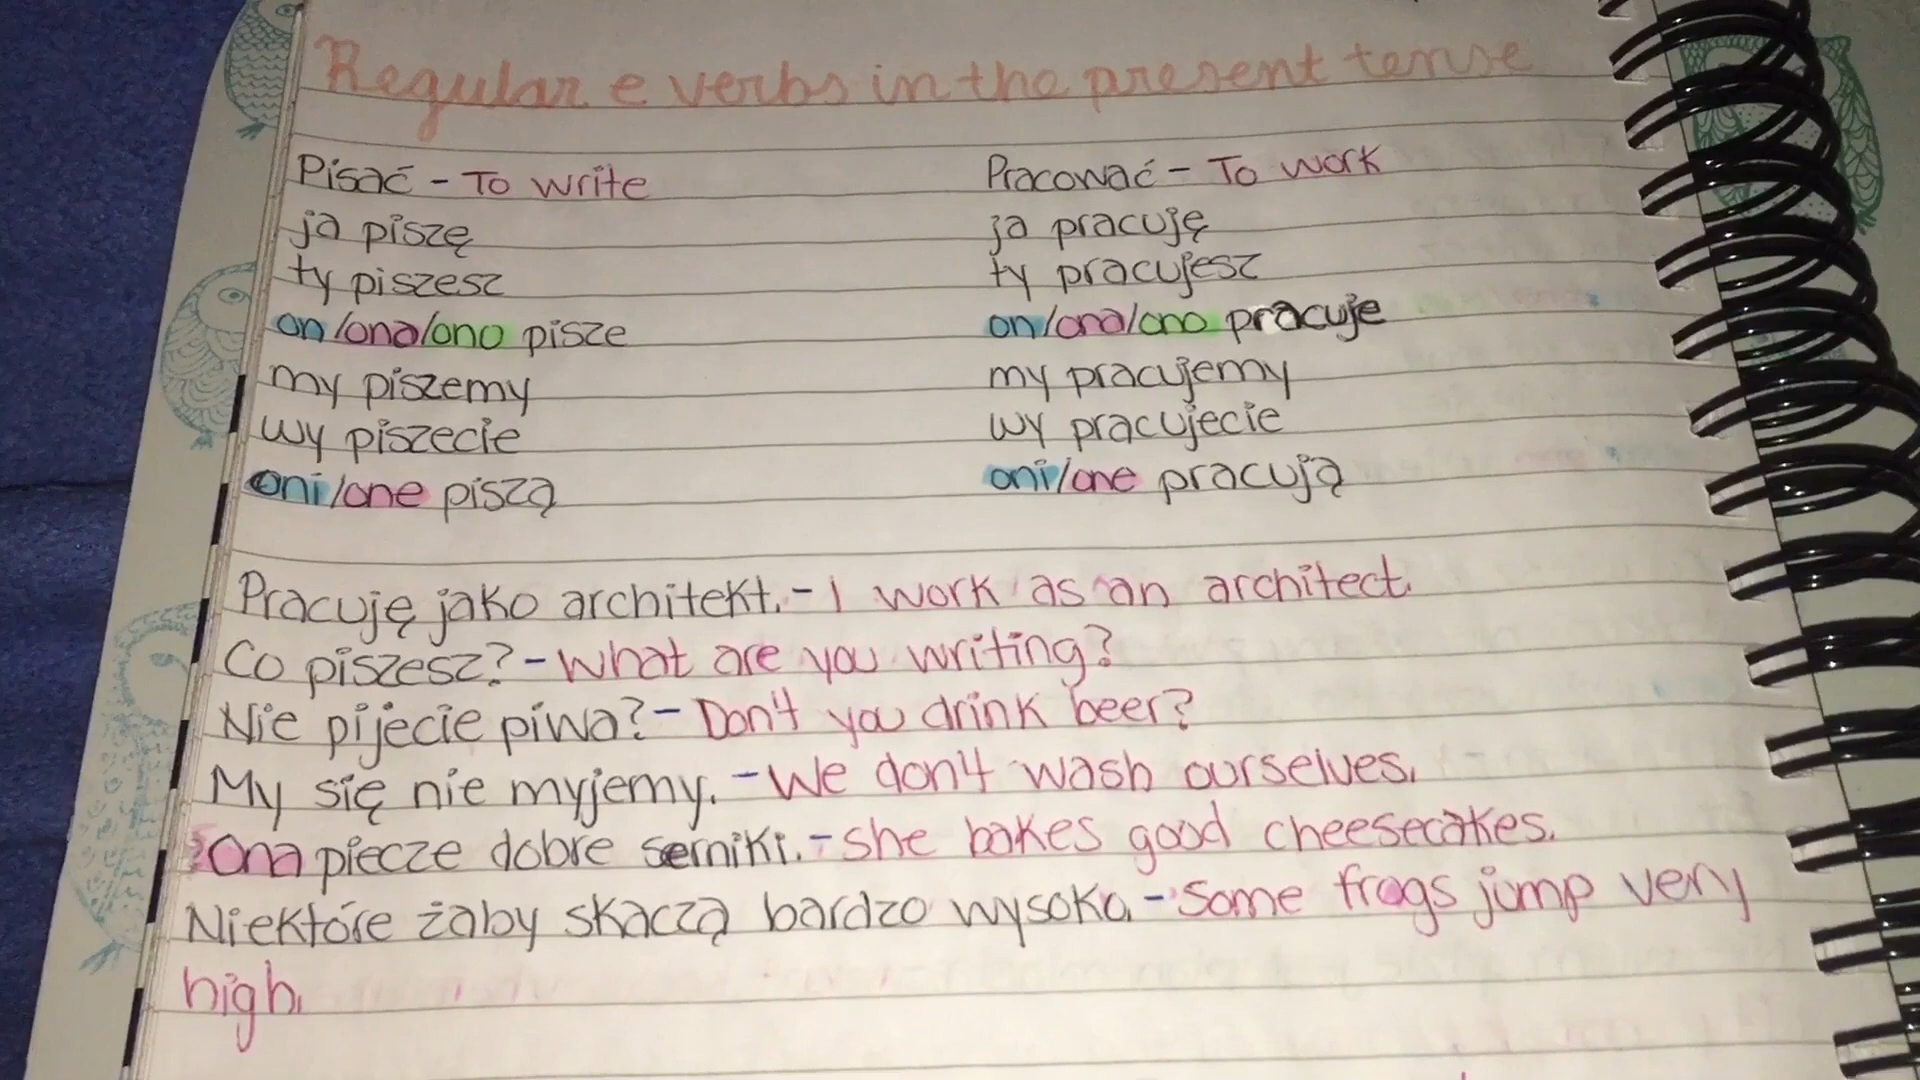 Regular e verbs in the present tense
Pisać - To write
ja piszę
ty piszesz
on/ona/ono pisze
my piszemy
wy piszecie
oni/one piszą
Pracować - To work
ja pracuję
ty pracujesz
on/ona/ono pracuje
my pracujemy
wy pracujecie
oni/one pracują
Pracuję jako architekt. - I work as an architect.
Co piszesz? - What are you writing?
Nie pijecie piwa? - Don't you drink beer?
My się nie myjemy. - We don't wash ourselves.
Ona piecze dobre serniki. - She bakes good cheesecakes.
Niektóre żaby skaczą bardzo wysoko. - Some frogs jump very
high.